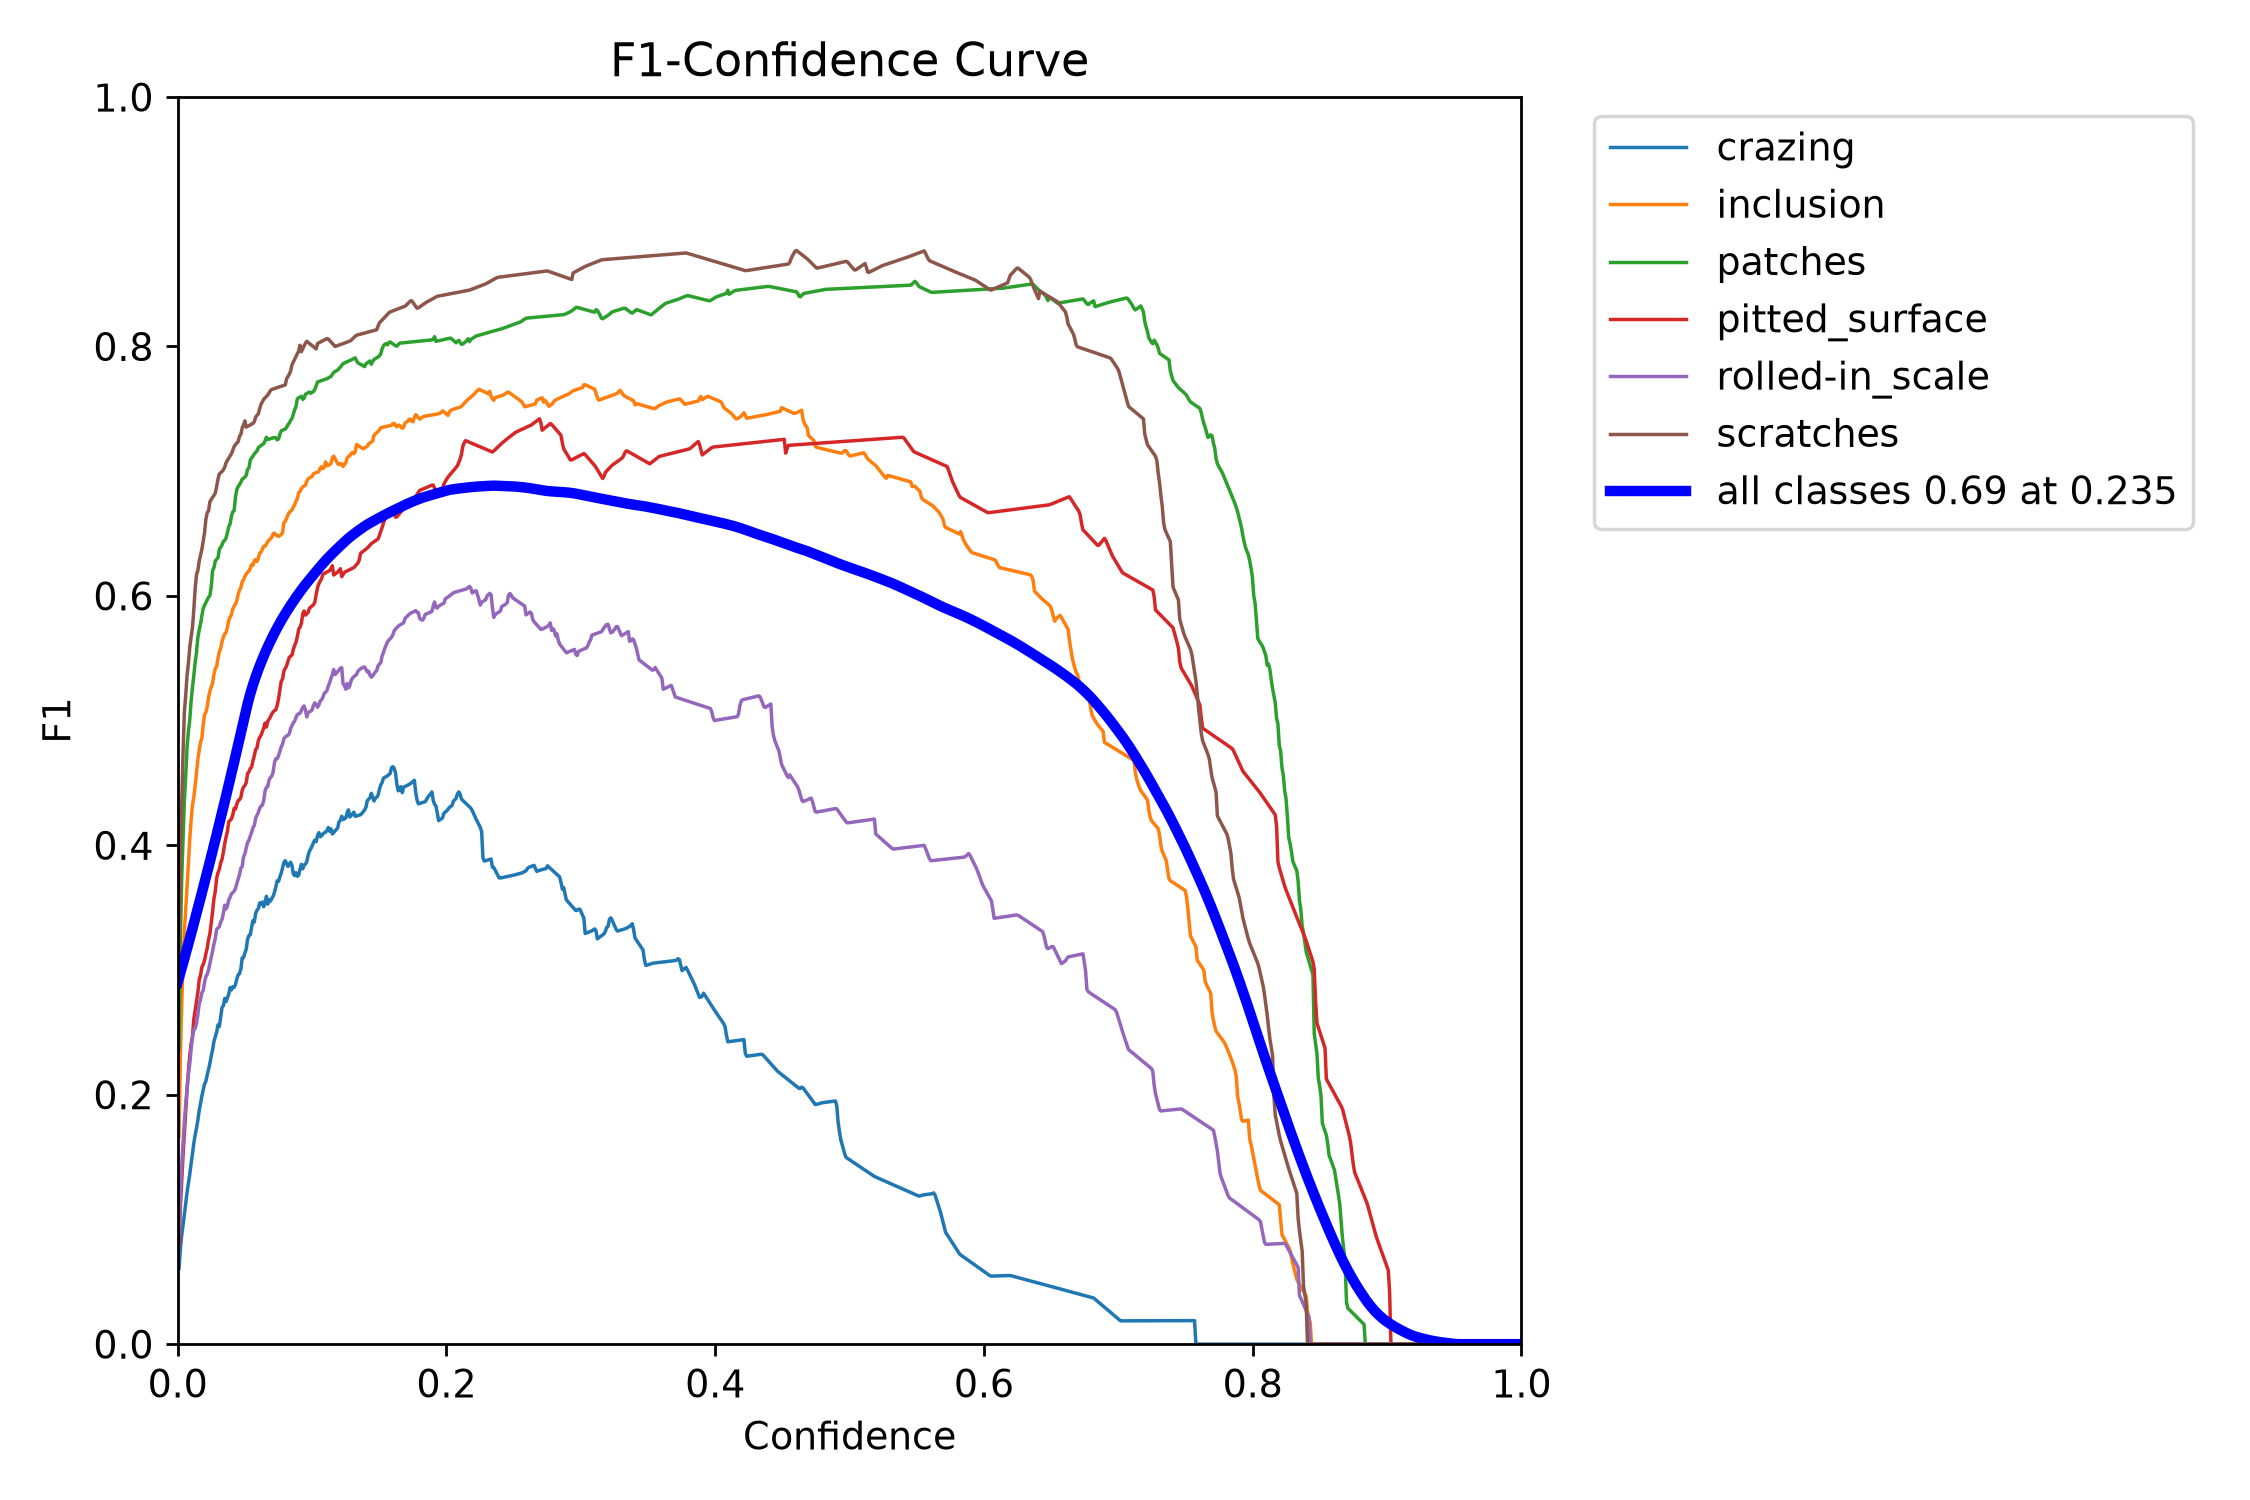 F1-Confidence Curve
1.0
0.8
0.6
0.4
0.2
0.0
F1
0.0 0.2 0.4 0.6 0.8 1.0
Confidence
crazing
inclusion
patches
pitted_surface
rolled-in_scale
scratches
all classes 0.69 at 0.235